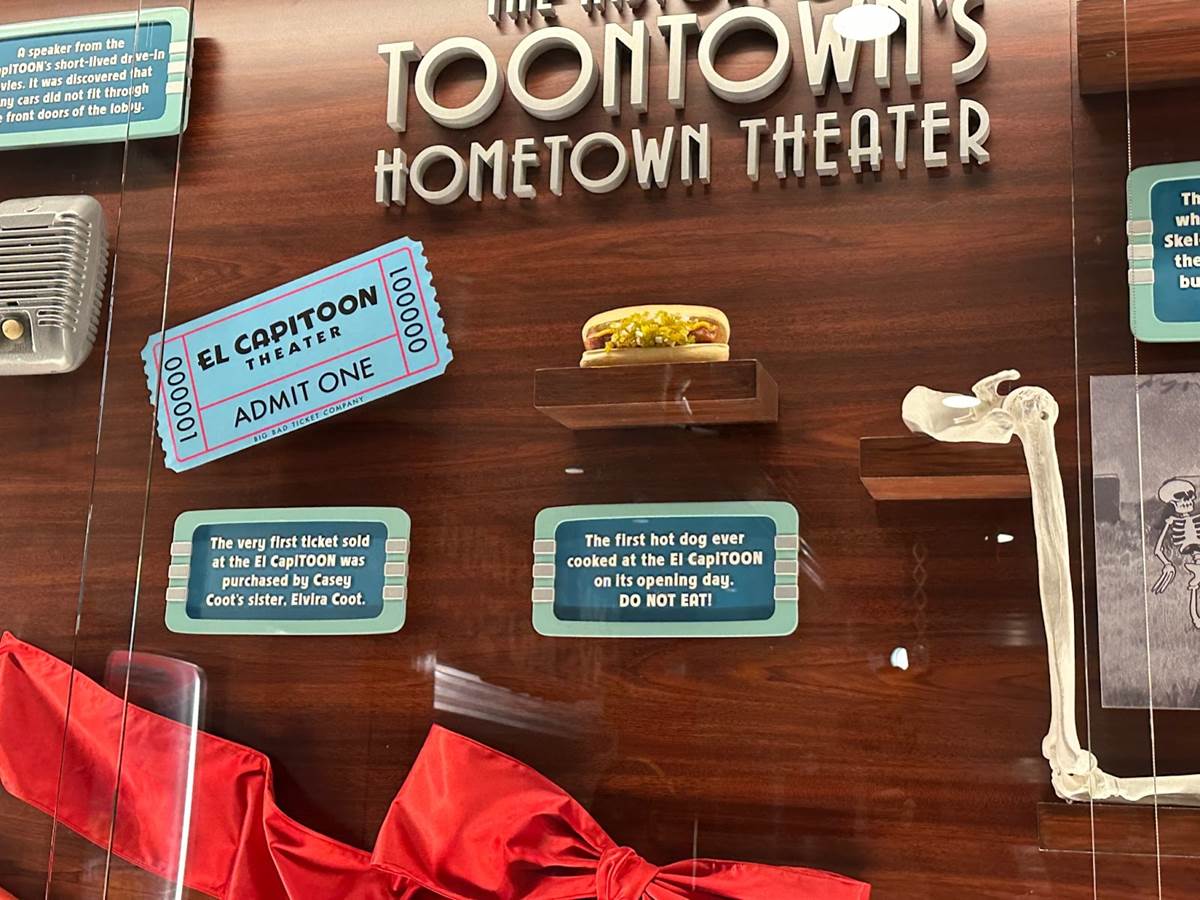 TOONTOWN'S
HOMETOWN THEATER
A speaker from the
short-lived drive-in
It was discovered that
cars did not fit through
front doors of the lobby.
EL CAPITOON
THEATER
ADMIT ONE
BIG BAD TICKET COMPANY
100000
100000
The very first ticket sold
at the El CapiTOON was
purchased by Casey
Coot's sister, Elvira Coot.
The first hot dog ever
cooked at the El CapiTOON
on its opening day.
DO NOT EAT!
the